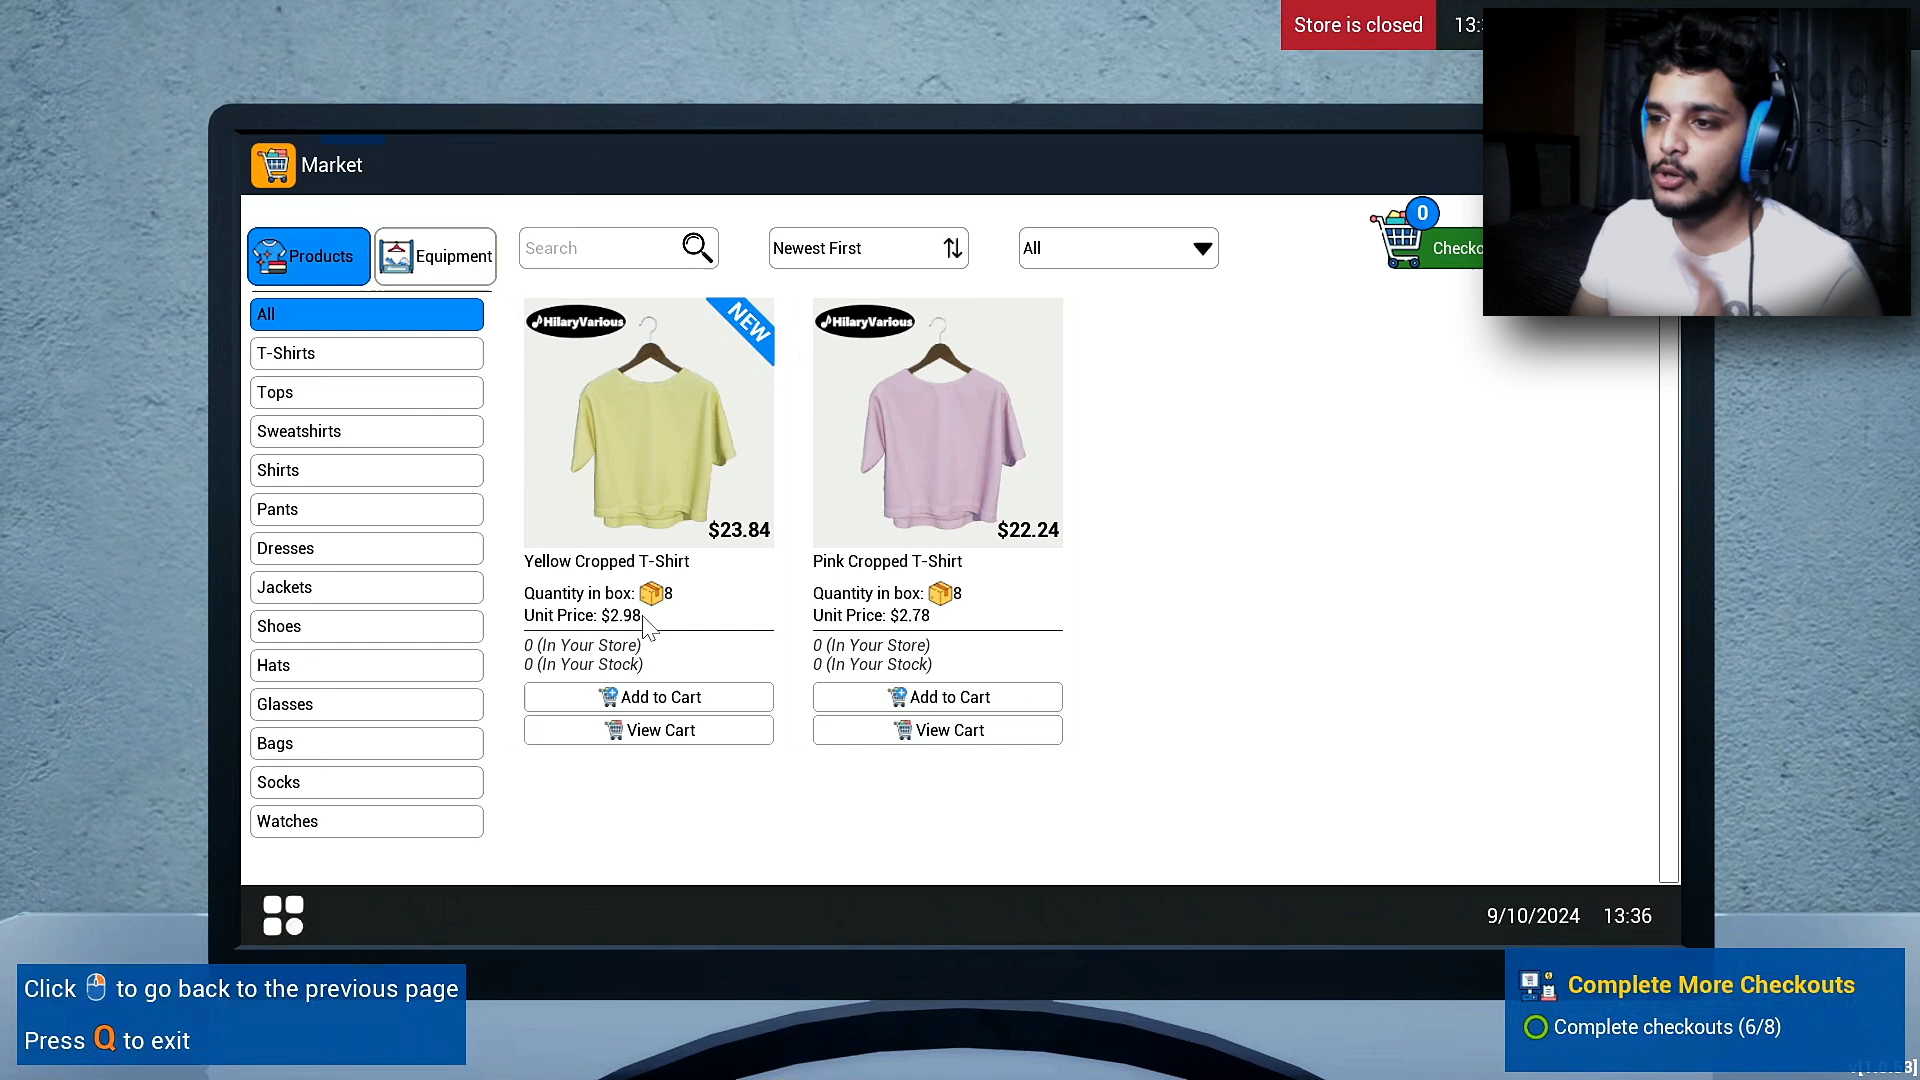 Store is closed
Market
Products
Equipment
Search
Newest First
All
0
All
T-Shirts
Tops
Sweatshirts
Shirts
Pants
Dresses
Jackets
Shoes
Hats
Glasses
Bags
Socks
Watches
HilaryVarious
NEW
$23.84
Yellow Cropped T-Shirt
Quantity in box: 8
Unit Price: $2.98
0 (In Your Store)
0 (In Your Stock)
Add to Cart
View Cart
HilaryVarious
$22.24
Pink Cropped T-Shirt
Quantity in box: 8
Unit Price: $2.78
0 (In Your Store)
0 (In Your Stock)
Add to Cart
View Cart
9/10/2024 13:36
Click to go back to the previous page
Press Q to exit
Complete More Checkouts
Complete checkouts (6/8)